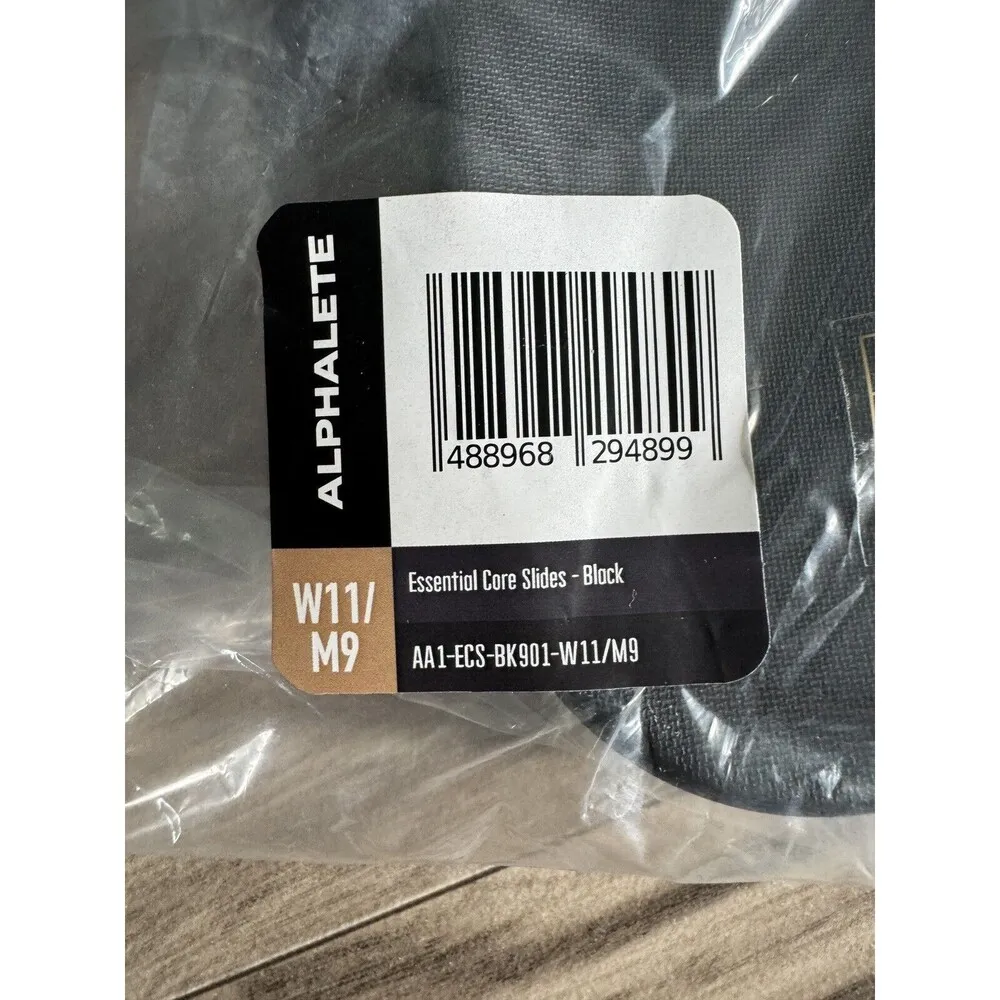 ALPHALETE
488968 294899
W11/
M9
Essential Core Slides - Black
AA1-ECS-BK901-W11/M9